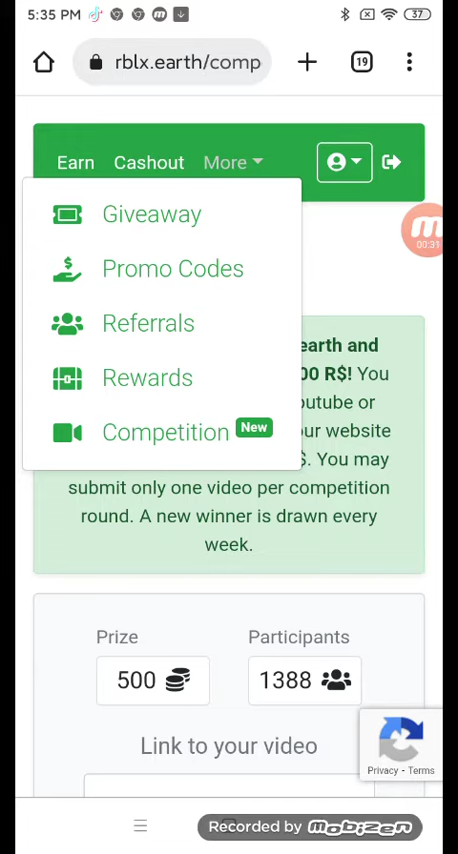 5:35 PM
37
rblx.earth/comp
19
Earn Cashout More
Giveaway
Promo Codes
Referrals
Rewards
Competition New
00:31
earth and
00 R$! You
outube or
ur website
$. You may
submit only one video per competition
round. A new winner is drawn every
week.
Prize
Participants
500
1388
Link to your video
Privacy - Terms
Recorded by mobizen